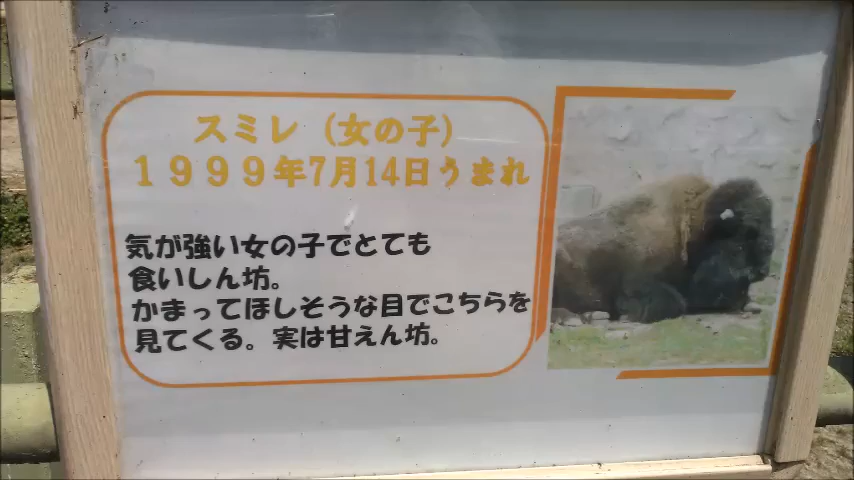 スミレ（女の子）
１９９９年7月14日うまれ
気が強い女の子でとても
食いしん坊。
かまってほしそうな目でこちらを
見てくる。実は甘えん坊。